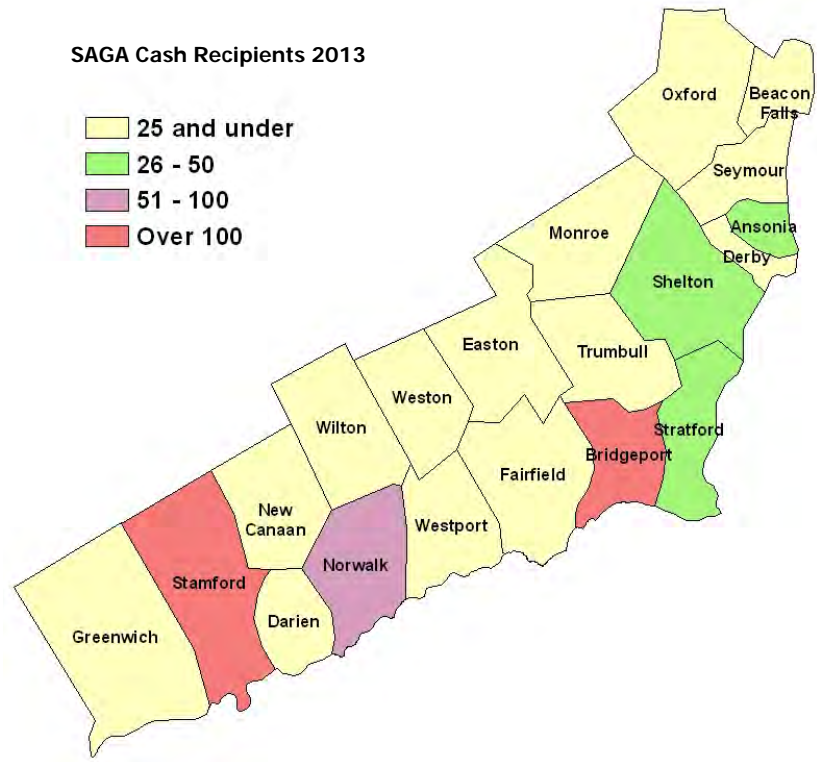 SAGA Cash Recipients 2013
25 and under
26 - 50
51 - 100
Over 100
Oxford
Beacon
Falls
Seymour
Ansonia
Derby
Monroe
Shelton
Easton
Trumbull
Weston
Wilton
Stratford
Bridgeport
Fairfield
New
Canaan
Westport
Norwalk
Stamford
Darien
Greenwich